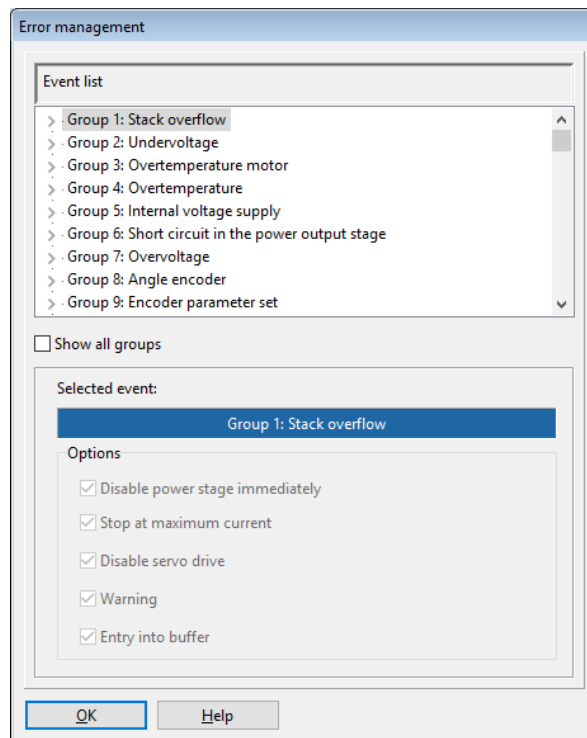 Error management
Event list
Group 1: Stack overflow
Group 2: Undervoltage
Group 3: Overtemperature motor
Group 4: Overtemperature
Group 5: Internal voltage supply
Group 6: Short circuit in the power output stage
Group 7: Overvoltage
Group 8: Angle encoder
Group 9: Encoder parameter set
Show all groups
Selected event:
Group 1: Stack overflow
Options
Disable power stage immediately
Stop at maximum current
Disable servo drive
Warning
Entry into buffer
OK Help